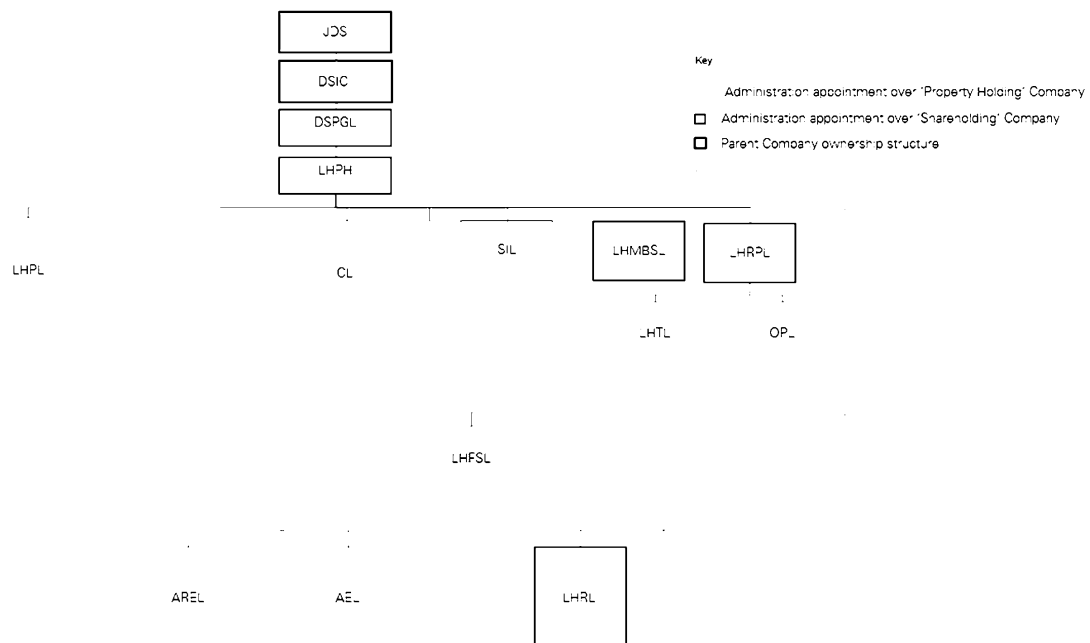 JDS
DSIC
DSPGL
LHPH
Key
Administration appointment over 'Property Holding' Company
Administration appointment over 'Shareholding' Company
Parent Company ownership structure
LHPL
CL
SIL
LHMBSL
LHRPL
LHTL
OPL
LHFSL
AREL
AEL
LHRL